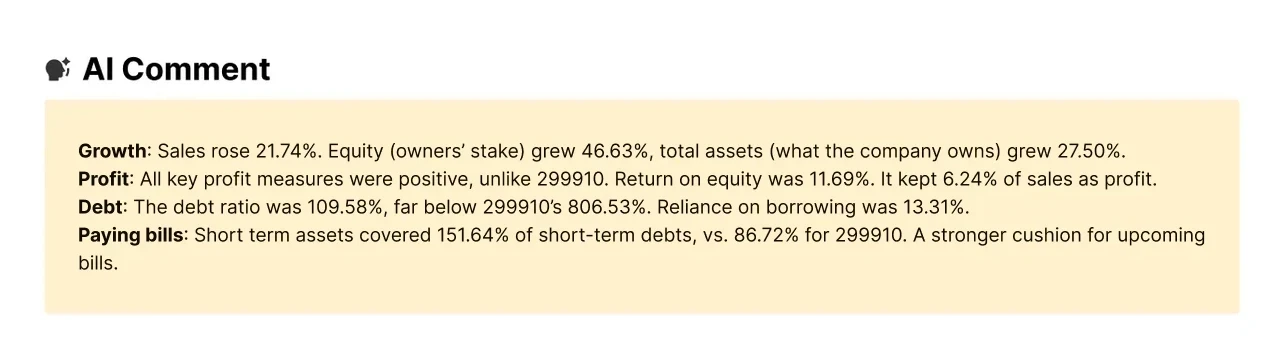 AI Comment
Growth: Sales rose 21.74%. Equity (owners’ stake) grew 46.63%, total assets (what the company owns) grew 27.50%.
Profit: All key profit measures were positive, unlike 299910. Return on equity was 11.69%. It kept 6.24% of sales as profit.
Debt: The debt ratio was 109.58%, far below 299910’s 806.53%. Reliance on borrowing was 13.31%.
Paying bills: Short term assets covered 151.64% of short-term debts, vs. 86.72% for 299910. A stronger cushion for upcoming
bills.